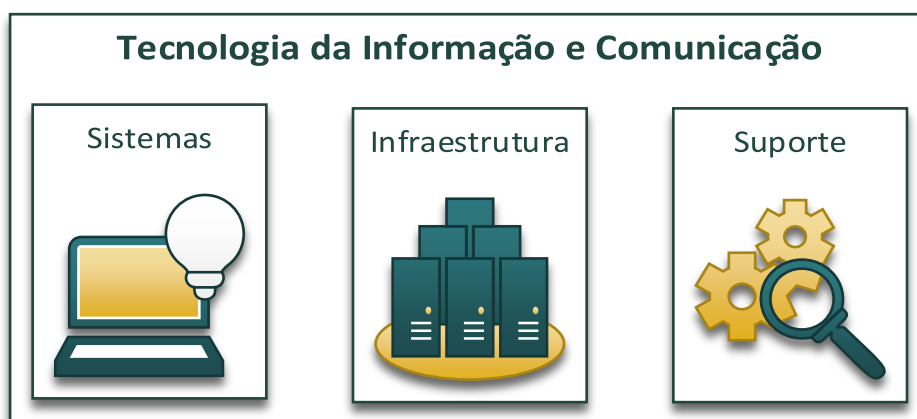 Tecnologia da Informação e Comunicação
Sistemas
Infraestrutura
Suporte